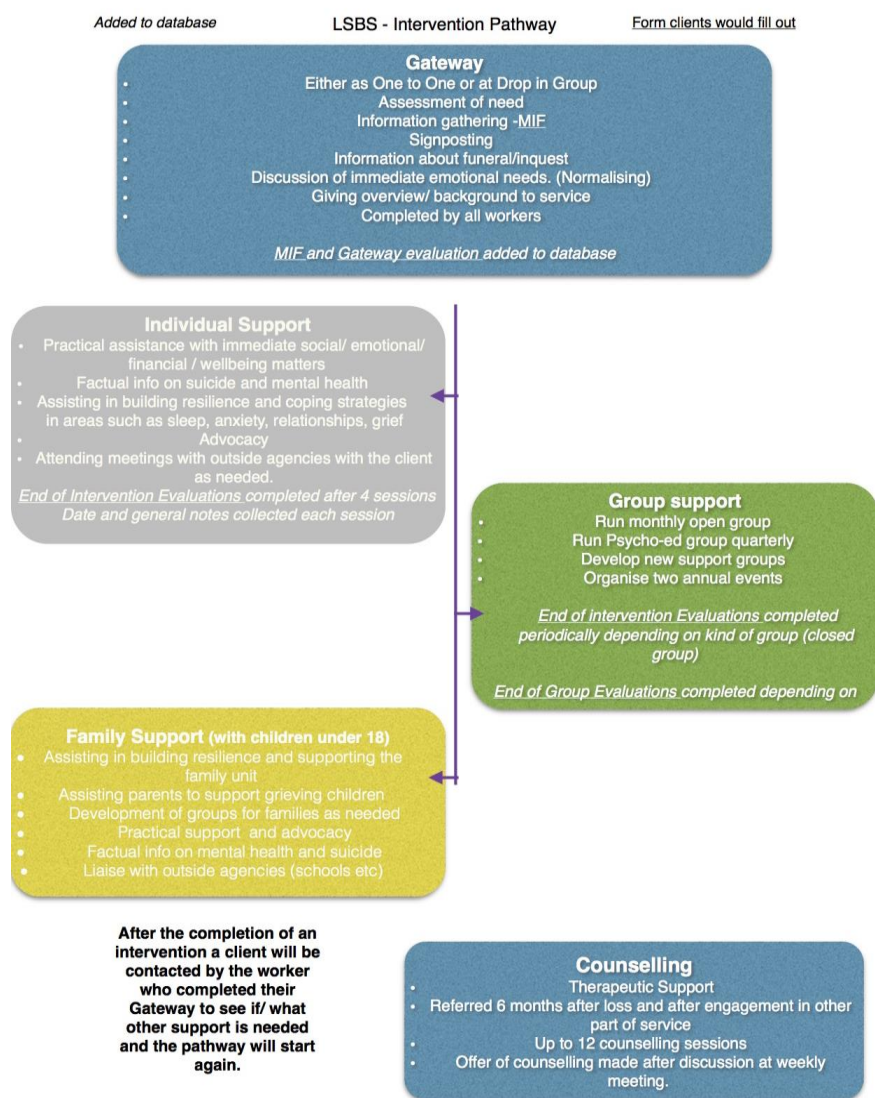 Added to database
LSBS - Intervention Pathway
Form clients would fill out
Gateway
• Either as One to One or at Drop in Group
• Assessment of need
• Information gathering -MIF
• Signposting
• Information about funeral/inquest
• Discussion of immediate emotional needs. (Normalising)
• Giving overview/ background to service
• Completed by all workers
MIF and Gateway evaluation added to database
Individual Support
• Practical assistance with immediate social/ emotional/
financial / wellbeing matters
• Factual info on suicide and mental health
• Assisting in building resilience and coping strategies
in areas such as sleep, anxiety, relationships, grief
• Advocacy
• Attending meetings with outside agencies with the client
as needed.
End of Intervention Evaluations completed after 4 sessions
Date and general notes collected each session
Group support
• Run monthly open group
• Run Psycho-ed group quarterly
• Develop new support groups
• Organise two annual events
End of intervention Evaluations completed
periodically depending on kind of group (closed
group)
End of Group Evaluations completed depending on
Family Support (with children under 18)
• Assisting in building resilience and supporting the
family unit
• Assisting parents to support grieving children
• Development of groups for families as needed
• Practical support and advocacy
• Factual info on mental health and suicide
• Liaise with outside agencies (schools etc)
After the completion of an
intervention a client will be
contacted by the worker
who completed their
Gateway to see if/ what
other support is needed
and the pathway will start
again.
Counselling
• Therapeutic Support
• Referred 6 months after loss and after engagement in other
part of service
• Up to 12 counselling sessions
• Offer of counselling made after discussion at weekly
meeting.